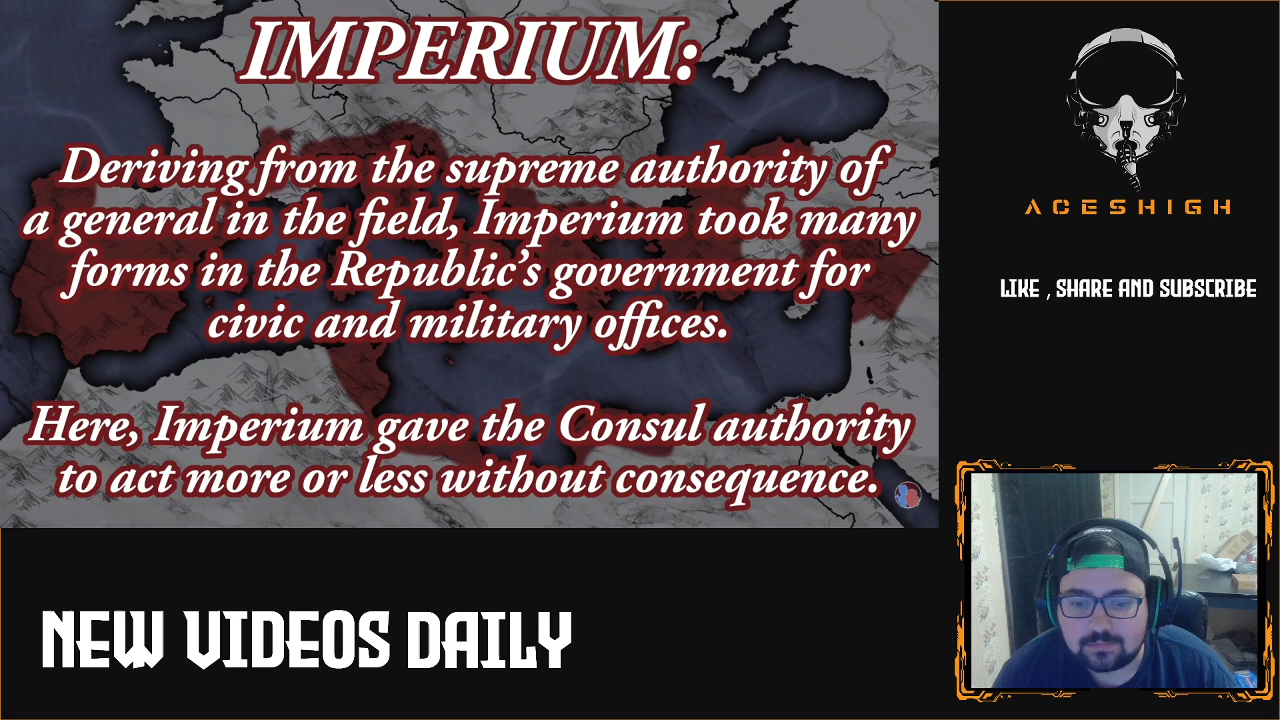 IMPERIUM:
Deriving from the supreme authority of
a general in the field, Imperium took many
forms in the Republic's government for
civic and military offices.
Here, Imperium gave the Consul authority
to act more or less without consequence.
ACESHIGH
LIKE , SHARE AND SUBSCRIBE
NEW VIDEOS DAILY